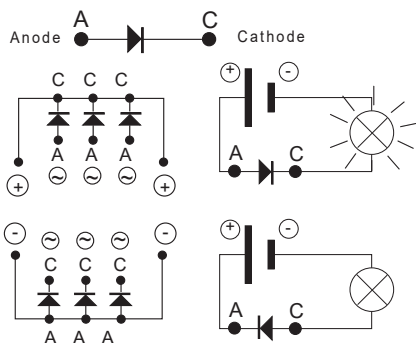 A C
Anode Cathode
C C C
A A A
~ ~ ~
+ +
+ -
A C
- ~ ~ ~ -
C C C
A A A
+ -
A C